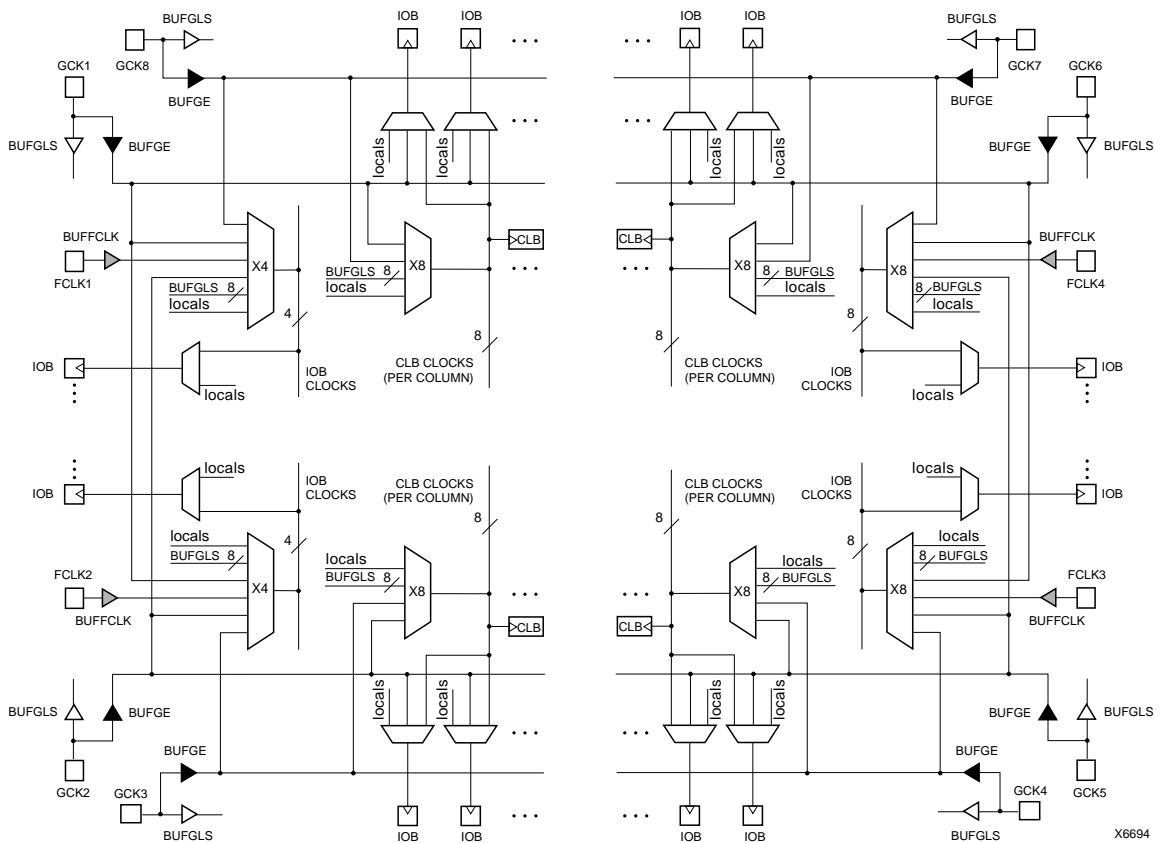 BUFGLS
IOB
IOB
IOB
IOB
BUFGLS
GCK8
GCK7
GCK1
GCK6
BUFGE
BUFGE
BUFGLS
BUFGE
BUFGE
BUFGLS
locals
locals
locals
locals
BUFFCLK
BUFFCLK
CLB
CLB
X4
X8
X8
X8
FCLK1
FCLK4
BUFGLS
8
BUFGLS
8
8
BUFGLS
8
BUFGLS
locals
locals
locals
locals
4
8
8
8
IOB
IOB
CLOCKS
CLB CLOCKS
(PER COLUMN)
CLB CLOCKS
(PER COLUMN)
IOB
CLOCKS
IOB
locals
locals
locals
locals
IOB
IOB
CLOCKS
CLB CLOCKS
(PER COLUMN)
CLB CLOCKS
(PER COLUMN)
IOB
CLOCKS
IOB
4
8
8
8
locals
locals
locals
locals
BUFGLS
8
BUFGLS
8
8
BUFGLS
8
BUFGLS
FCLK2
FCLK3
X4
X8
X8
X8
BUFFCLK
BUFFCLK
CLB
CLB
locals
locals
locals
locals
BUFGLS
BUFGE
BUFGE
BUFGLS
BUFGE
BUFGE
GCK2
GCK3
GCK4
GCK5
BUFGLS
IOB
IOB
IOB
IOB
BUFGLS
X6694